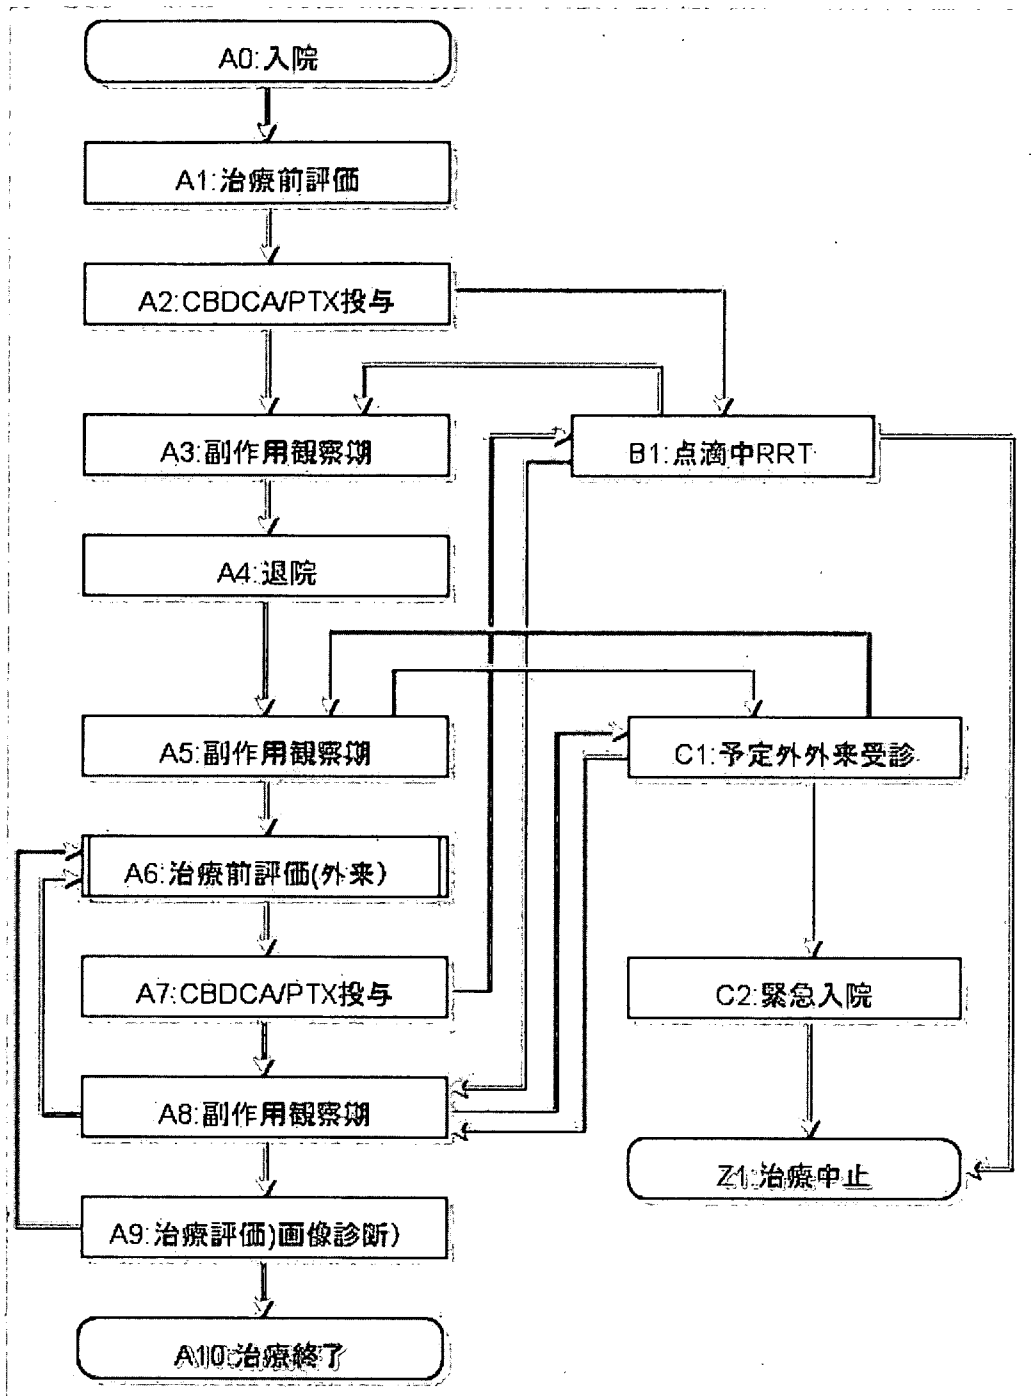 A0:入院
A1:治療前評価
A2:CBDCA/PTX投与
A3:副作用観察期
B1:点滴中RRT
A4:退院
A5:副作用観察期
C1:予定外外来受診
A6:治療前評価(外来)
A7:CBDCA/PTX投与
C2:緊急入院
A8:副作用観察期
Z1:治療中止
A9:治療評価)画像診断)
A10:治療終了